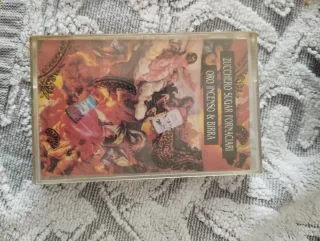 ZUCCHERO SUGAR FORNACIARI
ORO INCENSO & BIRRA